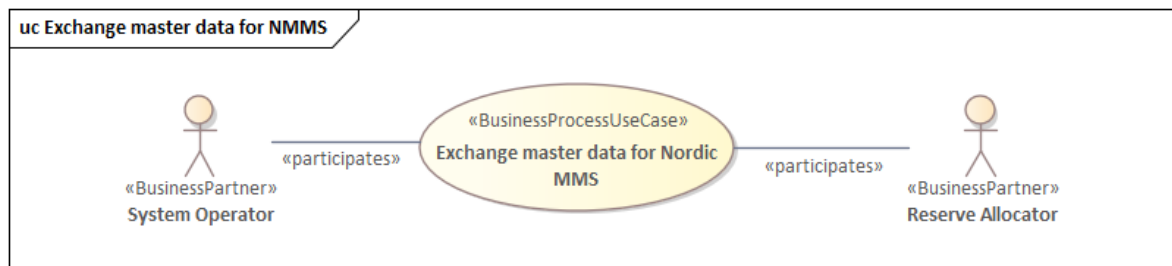 uc Exchange master data for NMMS
«BusinessProcessUseCase»
Exchange master data for Nordic
MMS
«participates»
«participates»
«BusinessPartner»
System Operator
«BusinessPartner»
Reserve Allocator